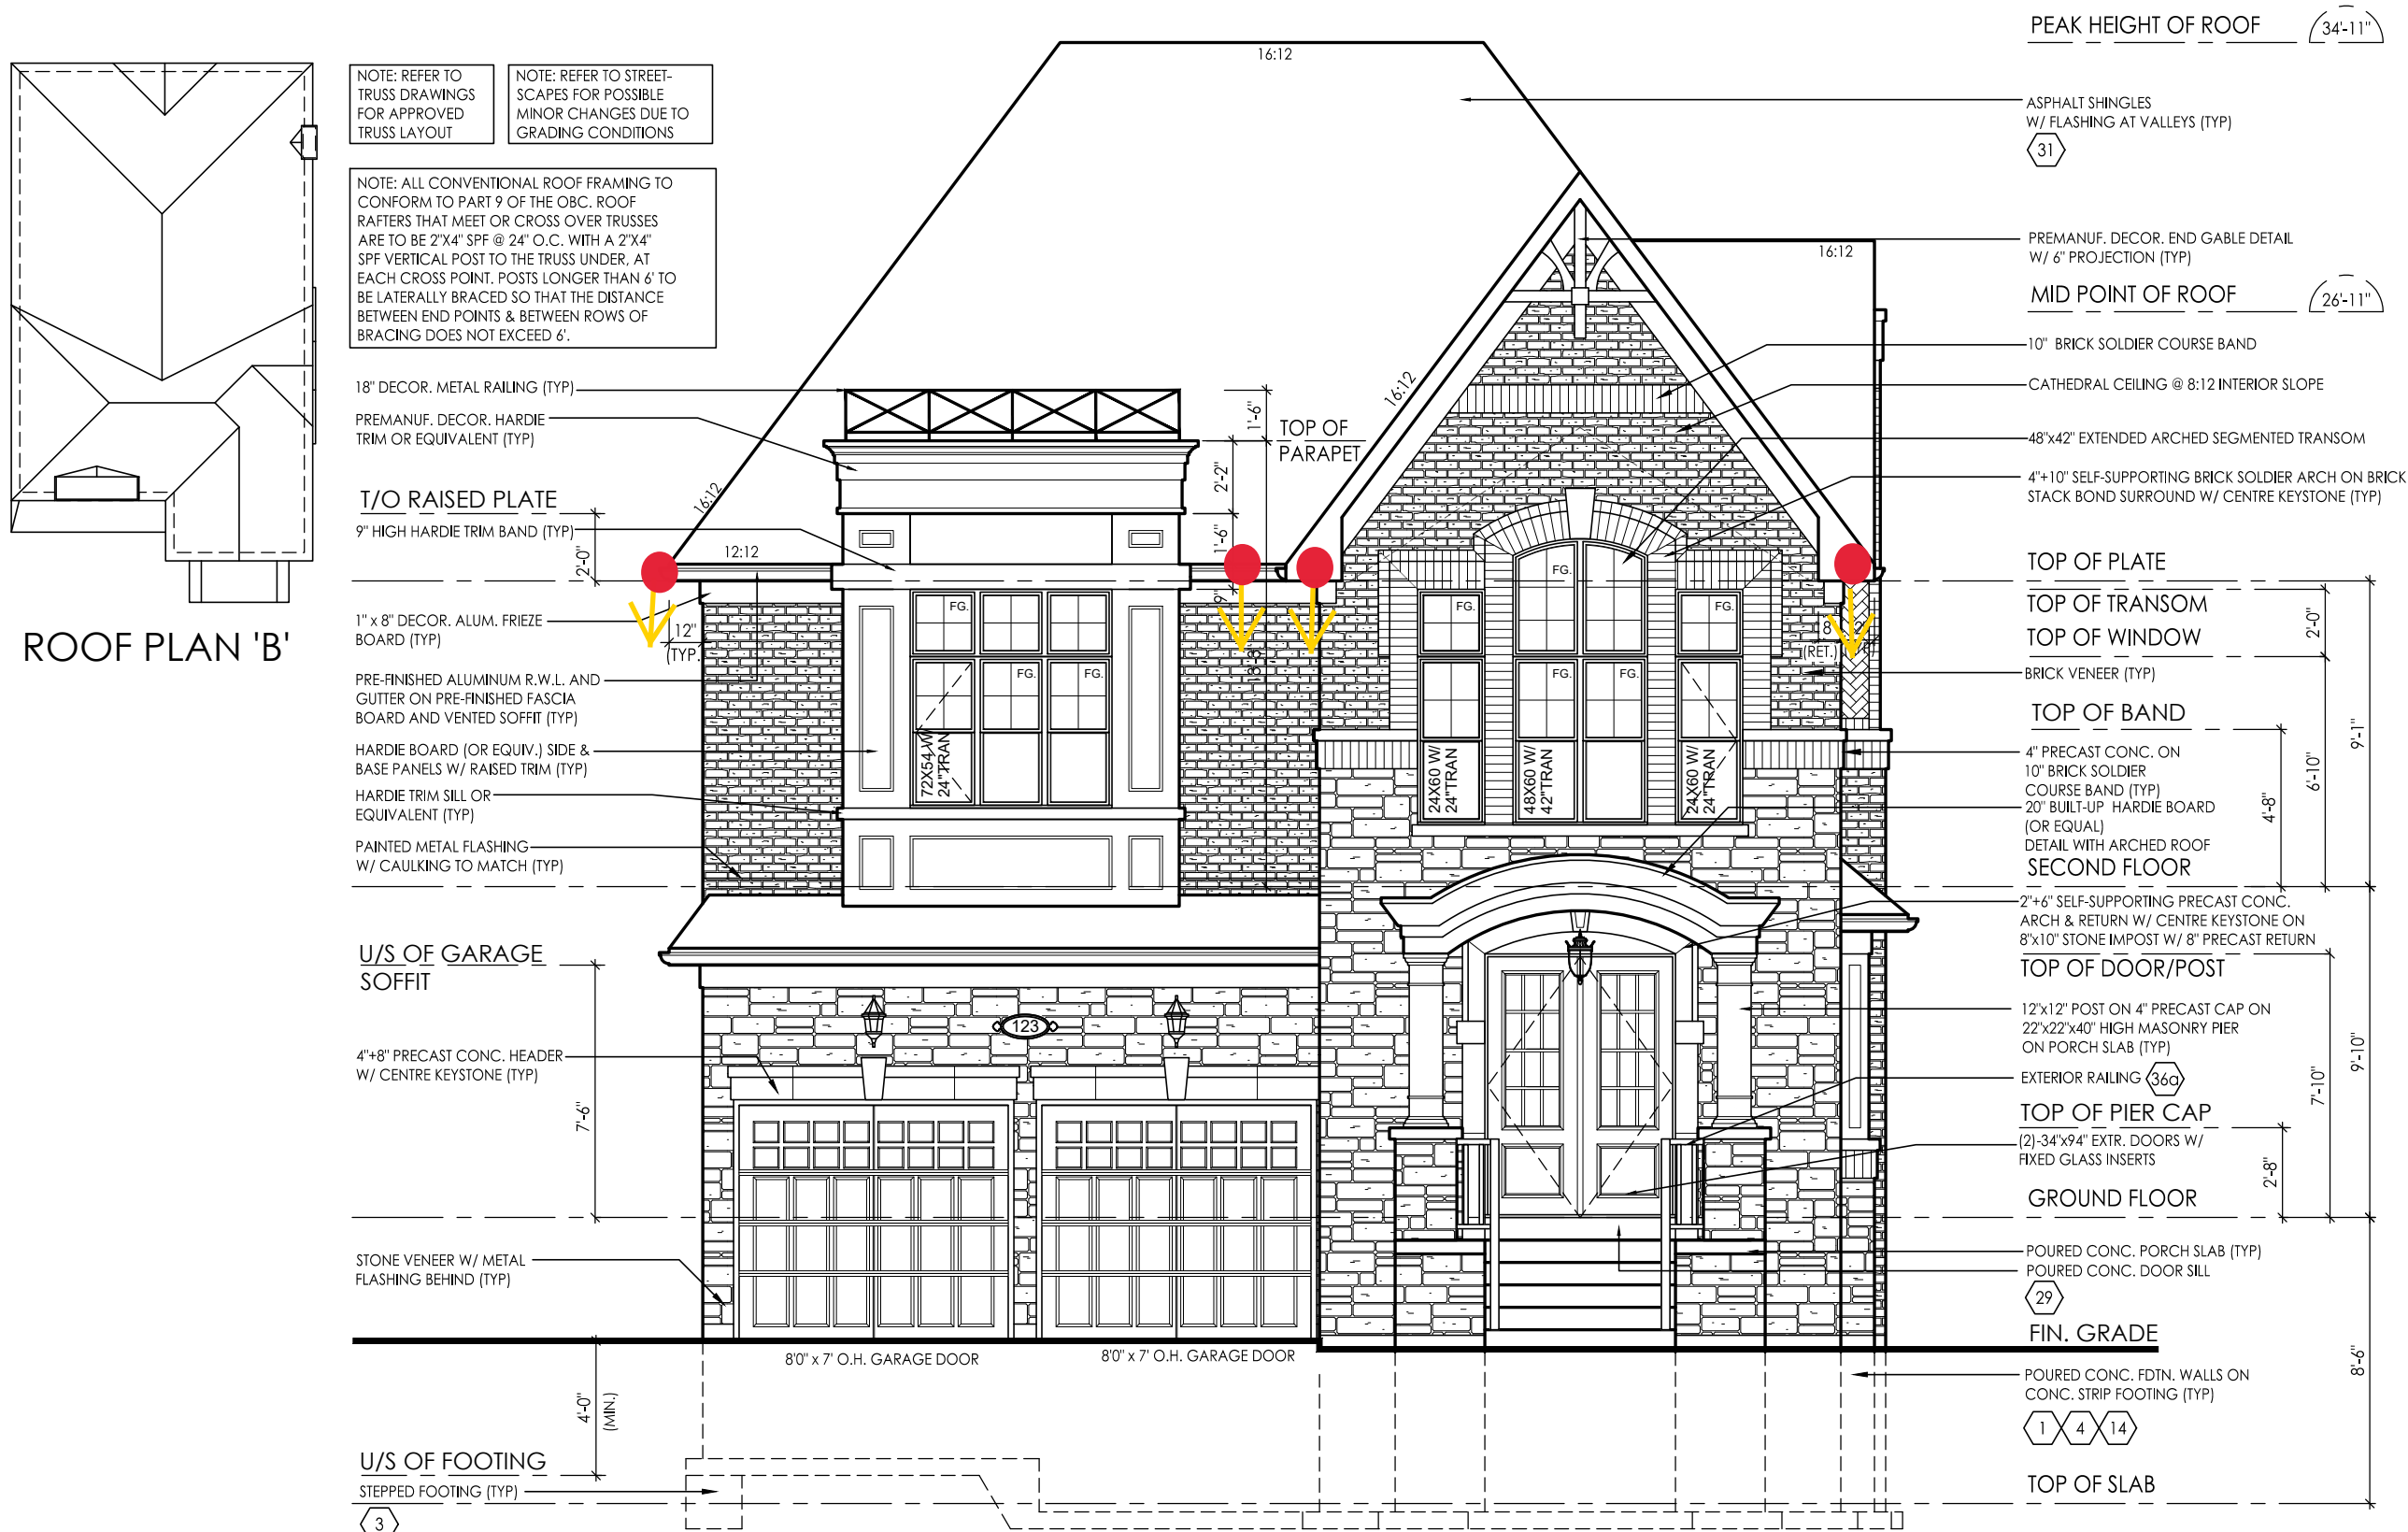 NOTE: REFER TO
TRUSS DRAWINGS
FOR APPROVED
TRUSS LAYOUT
NOTE: REFER TO STREET-
SCAPES FOR POSSIBLE
MINOR CHANGES DUE TO
GRADING CONDITIONS
NOTE: ALL CONVENTIONAL ROOF FRAMING TO
CONFORM TO PART 9 OF THE OBC. ROOF
RAFTERS THAT MEET OR CROSS OVER TRUSSES
ARE TO BE 2"X4" SPF @ 24" O.C. WITH A 2"X4"
SPF VERTICAL POST TO THE TRUSS UNDER, AT
EACH CROSS POINT. POSTS LONGER THAN 6' TO
BE LATERALLY BRACED SO THAT THE DISTANCE
BETWEEN END POINTS & BETWEEN ROWS OF
BRACING DOES NOT EXCEED 6'.
ROOF PLAN 'B'
18" DECOR. METAL RAILING (TYP)
PREMANUF. DECOR. HARDIE
TRIM OR EQUIVALENT (TYP)
T/O RAISED PLATE
9" HIGH HARDIE TRIM BAND (TYP)
2'-0"
1" x 8" DECOR. ALUM. FRIEZE
BOARD (TYP)
PRE-FINISHED ALUMINUM R.W.L. AND
GUTTER ON PRE-FINISHED FASCIA
BOARD AND VENTED SOFFIT (TYP)
HARDIE BOARD (OR EQUIV.) SIDE &
BASE PANELS W/ RAISED TRIM (TYP)
HARDIE TRIM SILL OR
EQUIVALENT (TYP)
PAINTED METAL FLASHING
W/ CAULKING TO MATCH (TYP)
U/S OF GARAGE
SOFFIT
4"+8" PRECAST CONC. HEADER
W/ CENTRE KEYSTONE (TYP)
7'-6"
STONE VENEER W/ METAL
FLASHING BEHIND (TYP)
4'-0"
(MIN.)
U/S OF FOOTING
STEPPED FOOTING (TYP)
3
16:12
16:12
12:12
16:12
16:12
12"
(TYP.
1'-6"
TOP OF
PARAPET
2'-2"
1'-6"
9"
18'-8"
FG.
FG.
FG.
72X54 W/
24"TRAN
FG.
FG.
FG.
FG.
FG.
24X60 W/
24"TRAN
48X60 W/
42"TRAN
24X60 W/
24"TRAN
8
(RET.)
123
8'0" x 7' O.H. GARAGE DOOR
8'0" x 7' O.H. GARAGE DOOR
PEAK HEIGHT OF ROOF
34'-11"
ASPHALT SHINGLES
W/ FLASHING AT VALLEYS (TYP)
31
PREMANUF. DECOR. END GABLE DETAIL
W/ 6" PROJECTION (TYP)
MID POINT OF ROOF
26'-11"
10" BRICK SOLDIER COURSE BAND
CATHEDRAL CEILING @ 8:12 INTERIOR SLOPE
48"x42" EXTENDED ARCHED SEGMENTED TRANSOM
4"+10" SELF-SUPPORTING BRICK SOLDIER ARCH ON BRICK
STACK BOND SURROUND W/ CENTRE KEYSTONE (TYP)
TOP OF PLATE
TOP OF TRANSOM
TOP OF WINDOW
2'-0"
BRICK VENEER (TYP)
TOP OF BAND
4" PRECAST CONC. ON
10" BRICK SOLDIER
COURSE BAND (TYP)
20" BUILT-UP HARDIE BOARD
(OR EQUAL)
DETAIL WITH ARCHED ROOF
4'-8"
6'-10"
9'-1"
SECOND FLOOR
2"+6" SELF-SUPPORTING PRECAST CONC.
ARCH & RETURN W/ CENTRE KEYSTONE ON
8"x10" STONE IMPOST W/ 8" PRECAST RETURN
TOP OF DOOR/POST
12"x12" POST ON 4" PRECAST CAP ON
22"x22"x40" HIGH MASONRY PIER
ON PORCH SLAB (TYP)
EXTERIOR RAILING 36a
TOP OF PIER CAP
(2)-34"x94" EXTR. DOORS W/
FIXED GLASS INSERTS
2'-8"
7'-10"
9'-10"
GROUND FLOOR
POURED CONC. PORCH SLAB (TYP)
POURED CONC. DOOR SILL
29
FIN. GRADE
POURED CONC. FDTN. WALLS ON
CONC. STRIP FOOTING (TYP)
1 4 14
8'-6"
TOP OF SLAB